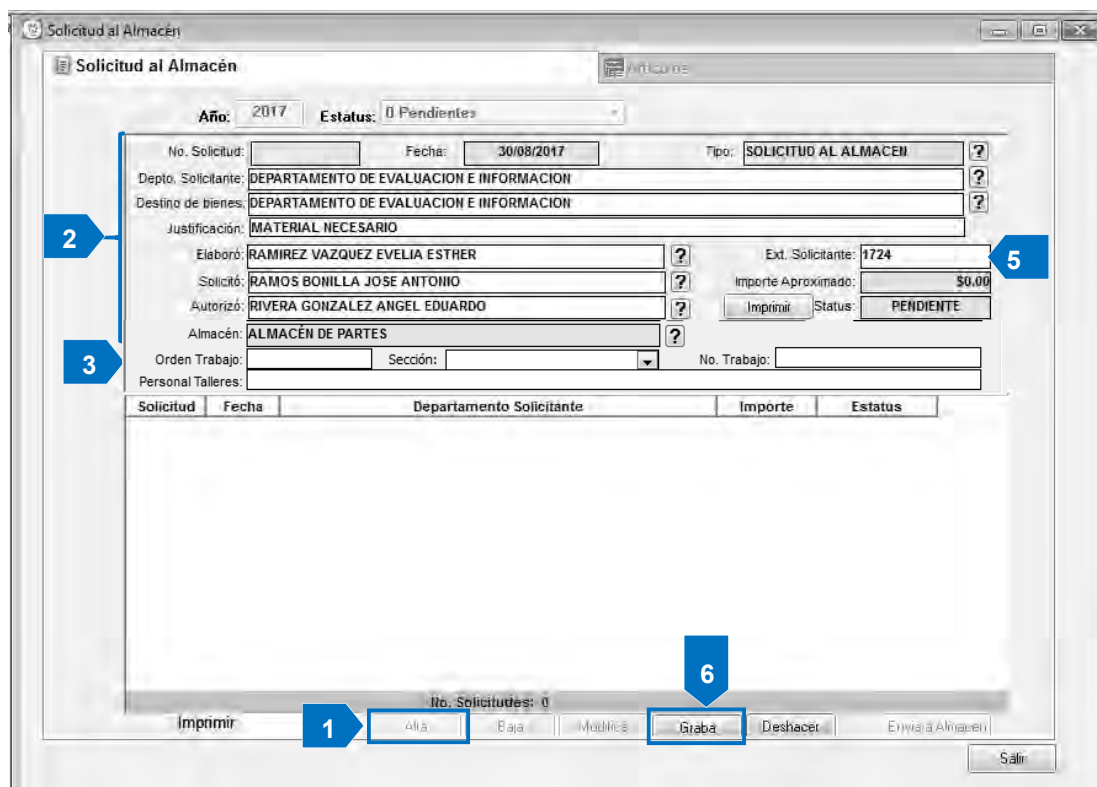 Solicitud al Almacén
Solicitud al Almacén Artículos
Año: 2017 Estatus: 0 Pendientes
No. Solicitud: Fecha: 30/08/2017 Tipo: SOLICITUD AL ALMACEN ?
Depto. Solicitante: DEPARTAMENTO DE EVALUACION E INFORMACION ?
Destino de bienes: DEPARTAMENTO DE EVALUACION E INFORMACION ?
Justificación: MATERIAL NECESARIO
2
Elaboró: RAMIREZ VAZQUEZ EVELIA ESTHER ? Ext. Solicitante: 1724 5
Solicitó: RAMOS BONILLA JOSE ANTONIO ? Importe Aproximado: $0.00
Autorizó: RIVERA GONZALEZ ANGEL EDUARDO ? Imprimir Status: PENDIENTE
Almacén: ALMACÉN DE PARTES ?
3 Orden Trabajo: Sección: No. Trabajo:
Personal Talleres:
Solicitud Fecha Departamento Solicitante Importe Estatus
6
No. Solicitudes: 0
Imprimir 1 Alta Baja Modifica Graba Deshacer Enviar a Almacen
Salir